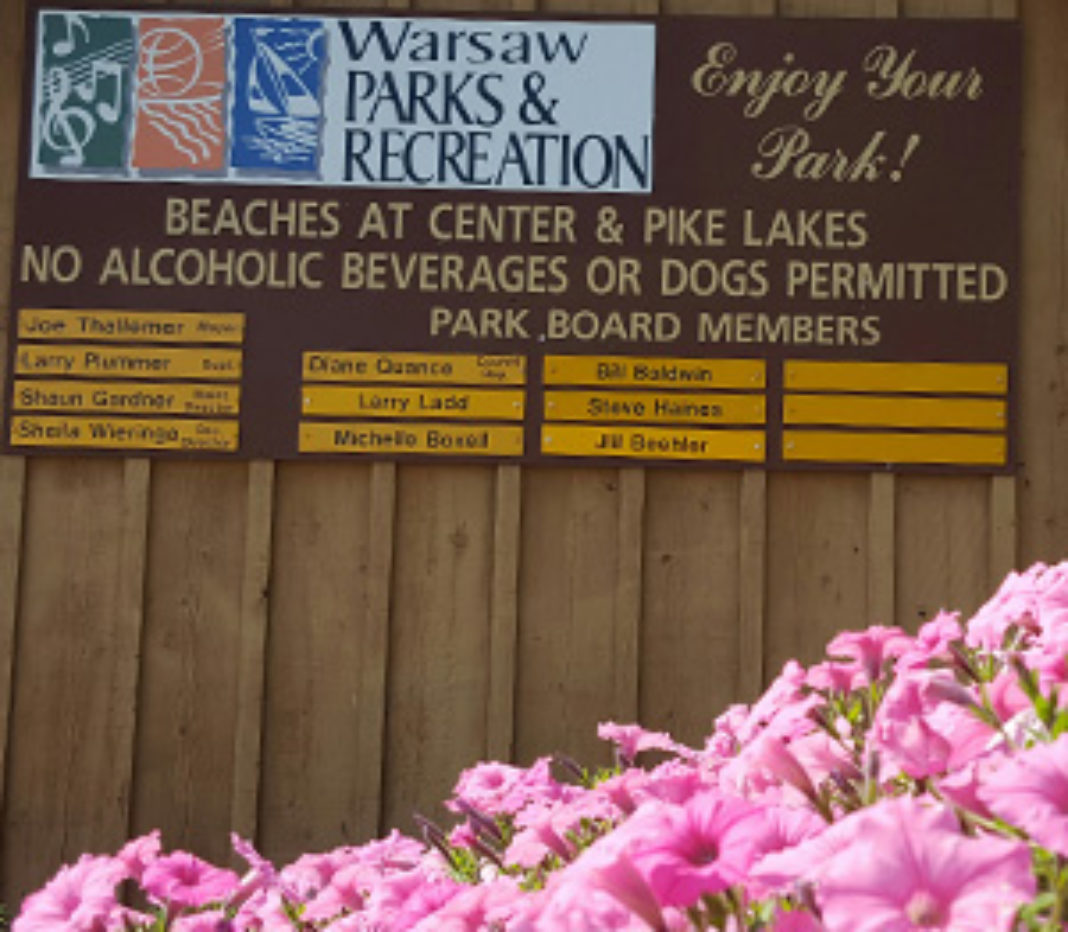 Warsaw
PARKS &
RECREATION
Enjoy Your
Park!
BEACHES AT CENTER & PIKE LAKES
NO ALCOHOLIC BEVERAGES OR DOGS PERMITTED
PARK BOARD MEMBERS
Joe Thallemer Mayor
Larry Plummer
Shaun Gardner
Sheila Wieringa
Diane Quance Council
Larry Ladd
Michelle Boxell
Bill Baldwin
Steve Haines
Jill Beehler